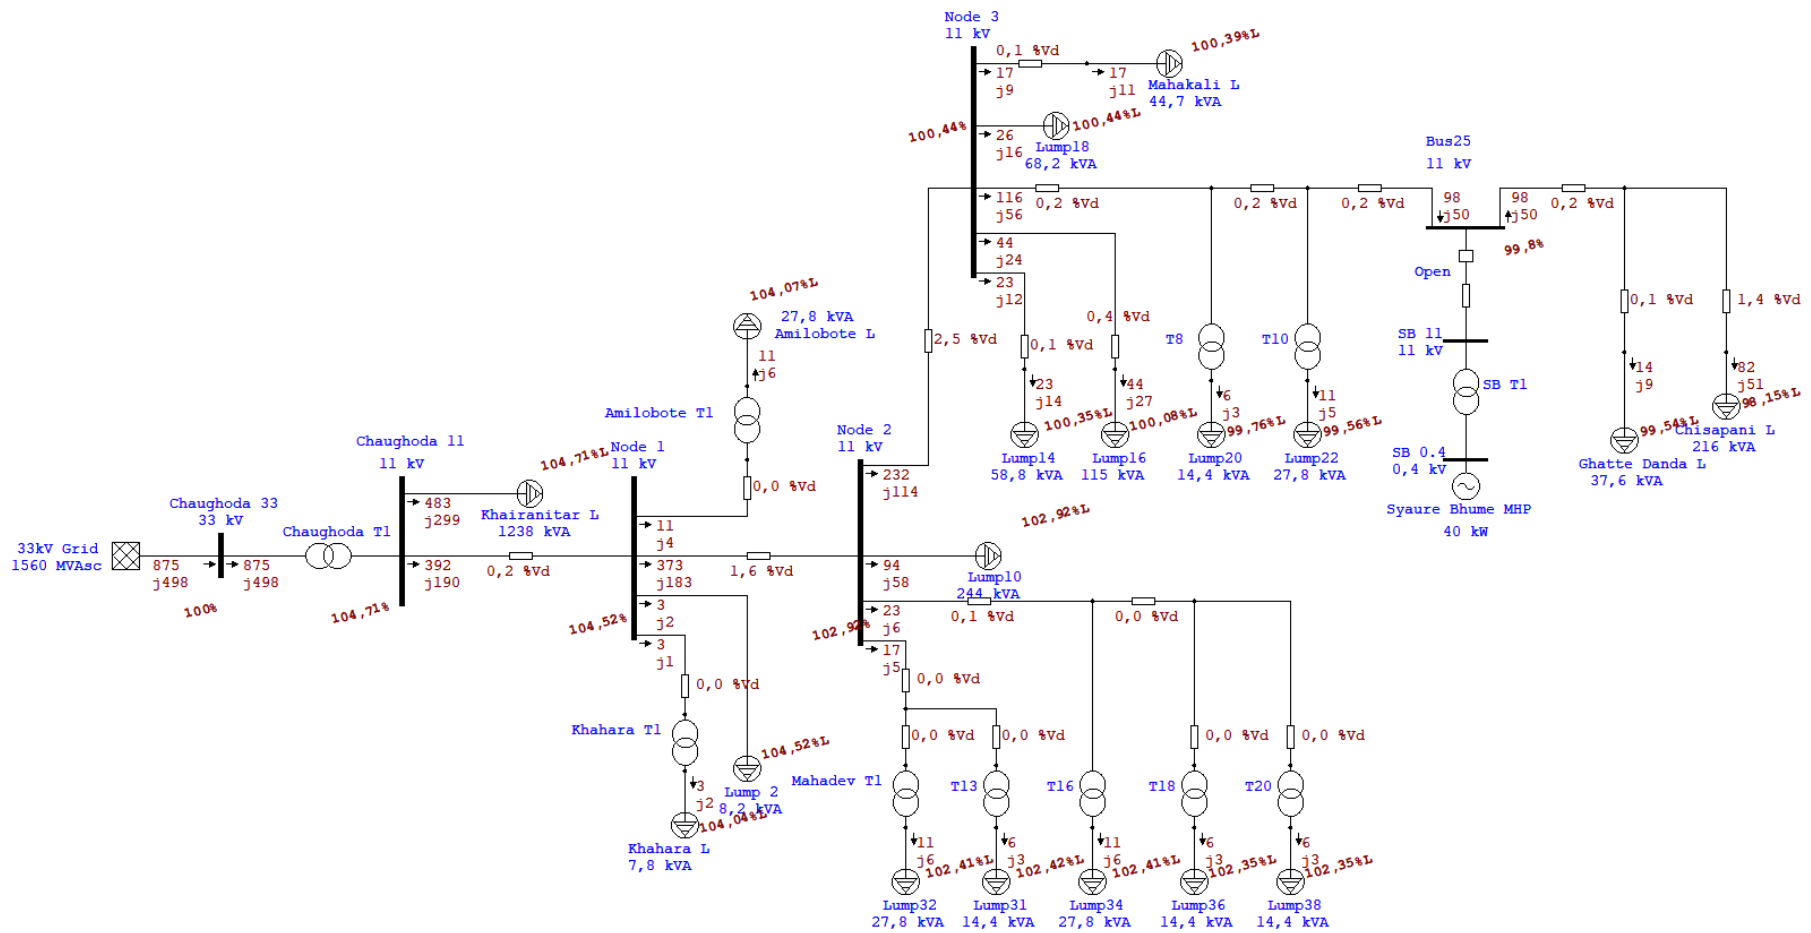 Node 3
11 kV
0,1 %Vd
17
j9
17
j11
100,39%L
Mahakali L
44,7 kVA
100,44%
26
j16
100,44%L
Lump18
68,2 kVA
116
j56
0,2 %Vd
0,2 %Vd
0,2 %Vd
Bus25
11 kV
98
j50
98
j50
0,2 %Vd
99,8%
Open
44
j24
23
j12
2,5 %Vd
0,1 %Vd
0,4 %Vd
23
j14
100,35%L
Lump14
58,8 kVA
44
j27
100,08%L
Lump16
115 kVA
T8
6
j3
99,76%L
Lump20
14,4 kVA
T10
11
j5
99,56%L
Lump22
27,8 kVA
SB 11
11 kV
SB T1
SB 0.4
0,4 kV
Syaure Bhume MHP
40 kW
0,1 %Vd
14
j9
99,54%L
Ghatte Danda L
37,6 kVA
1,4 %Vd
82
j51
98,15%L
Chisapani L
216 kVA
104,07%L
27,8 kVA
Amilobote L
11
j6
Amilobote T1
0,0 %Vd
33kV Grid
1560 MVAsc
875
j498
Chaughoda 33
33 kV
875
j498
100%
Chaughoda T1
Chaughoda 11
11 kV
104,71%L
483
j299
Khairanitar L
1238 kVA
392
j190
104,71%
0,2 %Vd
Node 1
11 kV
11
j4
373
j183
3
j2
3
j1
104,52%
1,6 %Vd
0,0 %Vd
Khahara T1
3
j2
104,04%L
Khahara L
7,8 kVA
104,52%L
Lump 2
8,2 kVA
Node 2
11 kV
232
j114
94
j58
102,92%L
Lump10
244 kVA
23
j6
102,92%
17
j5
0,1 %Vd
0,0 %Vd
0,0 %Vd
0,0 %Vd
0,0 %Vd
0,0 %Vd
0,0 %Vd
Mahadev T1
T13
T16
T18
T20
11
j6
102,41%L
6
j3
102,42%L
11
j6
102,41%L
6
j3
102,35%L
6
j3
102,35%L
Lump32
27,8 kVA
Lump31
14,4 kVA
Lump34
27,8 kVA
Lump36
14,4 kVA
Lump38
14,4 kVA